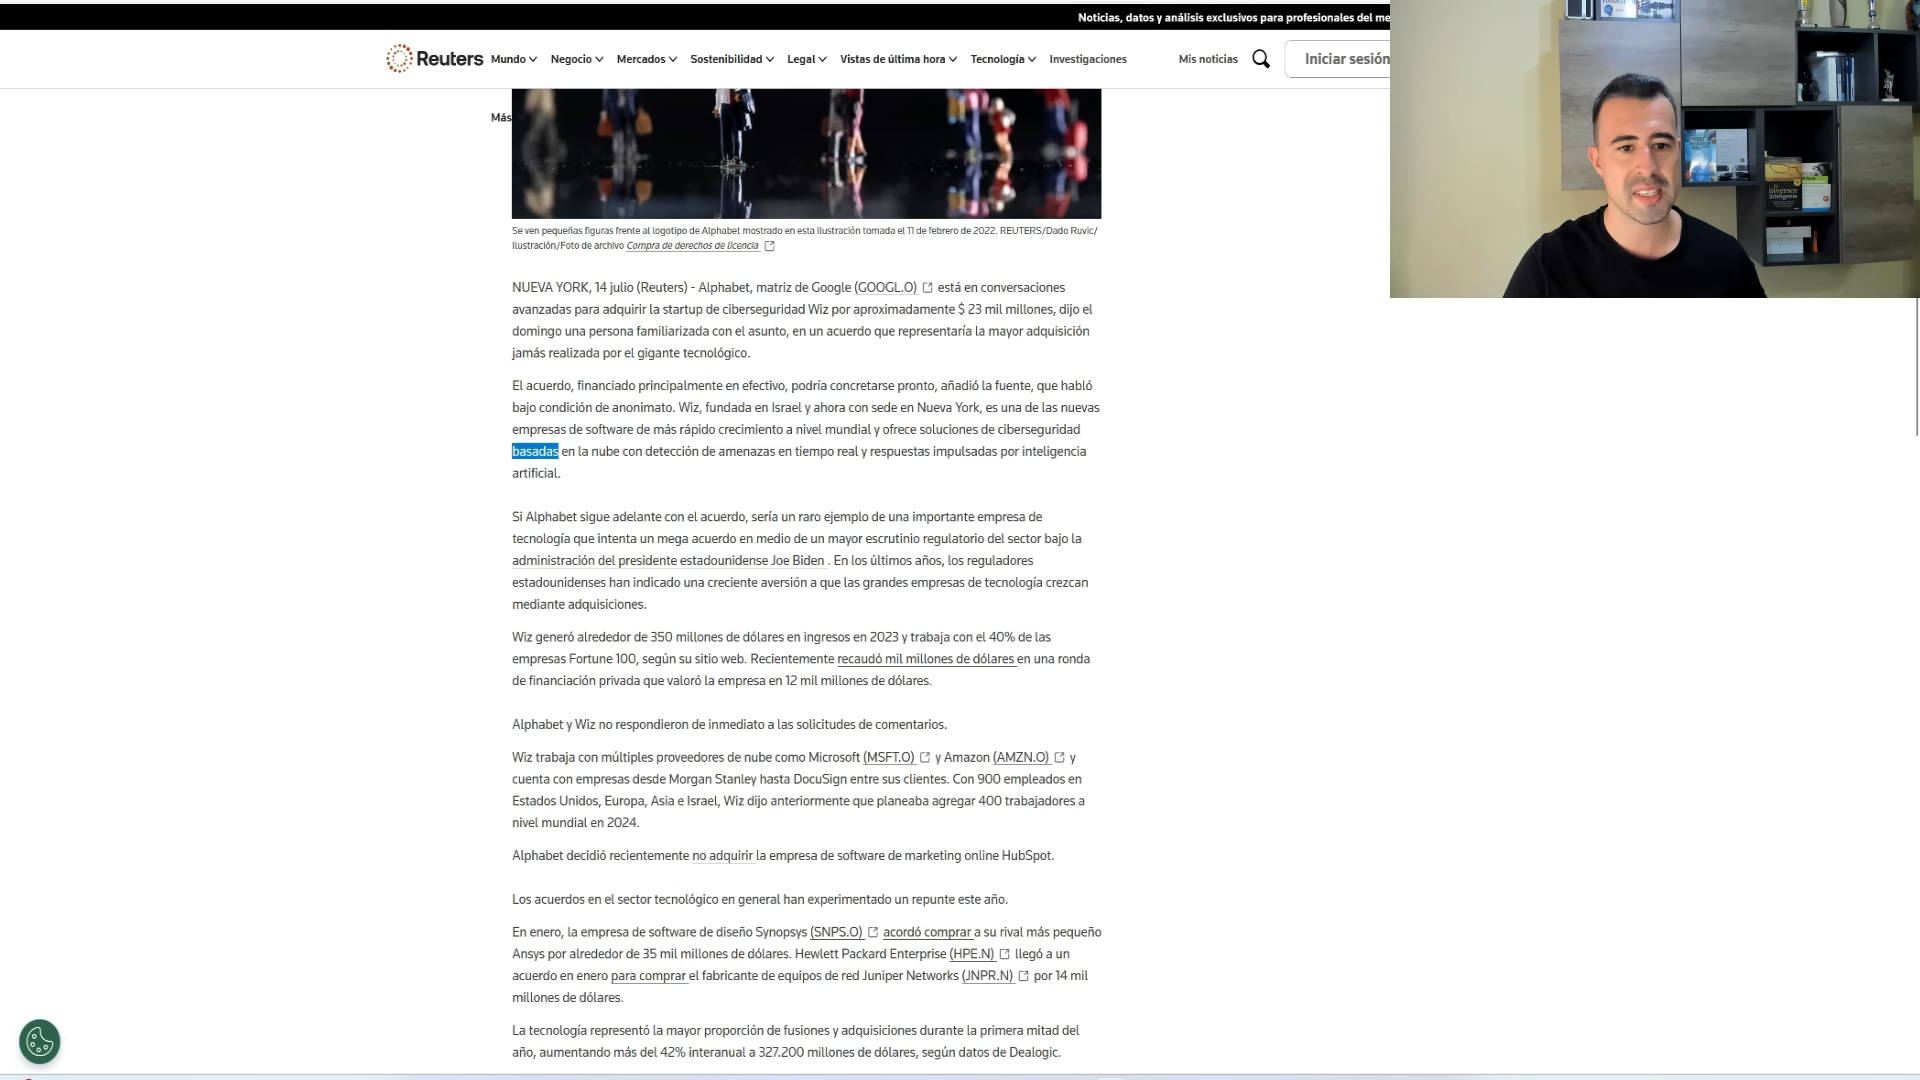 Noticias, datos y análisis exclusivos para profesionales del me
Reuters Mundo Negocio Mercados Sostenibilidad Legal Vistas de última hora Tecnología Investigaciones Mis noticias Iniciar sesión
Más
Se ven pequeñas figuras frente al logotipo de Alphabet mostrado en esta ilustración tomada el 11 de febrero de 2022. REUTERS/Dado Ruvic/
Ilustración/Foto de archivo Compra de derechos de licencia
NUEVA YORK, 14 julio (Reuters) - Alphabet, matriz de Google (GOOGL.O) está en conversaciones
avanzadas para adquirir la startup de ciberseguridad Wiz por aproximadamente $ 23 mil millones, dijo el
domingo una persona familiarizada con el asunto, en un acuerdo que representaría la mayor adquisición
jamás realizada por el gigante tecnológico.
El acuerdo, financiado principalmente en efectivo, podría concretarse pronto, añadió la fuente, que habló
bajo condición de anonimato. Wiz, fundada en Israel y ahora con sede en Nueva York, es una de las nuevas
empresas de software de más rápido crecimiento a nivel mundial y ofrece soluciones de ciberseguridad
basadas en la nube con detección de amenazas en tiempo real y respuestas impulsadas por inteligencia
artificial.
Si Alphabet sigue adelante con el acuerdo, sería un raro ejemplo de una importante empresa de
tecnología que intenta un mega acuerdo en medio de un mayor escrutinio regulatorio del sector bajo la
administración del presidente estadounidense Joe Biden . En los últimos años, los reguladores
estadounidenses han indicado una creciente aversión a que las grandes empresas de tecnología crezcan
mediante adquisiciones.
Wiz generó alrededor de 350 millones de dólares en ingresos en 2023 y trabaja con el 40% de las
empresas Fortune 100, según su sitio web. Recientemente recaudó mil millones de dólares en una ronda
de financiación privada que valoró la empresa en 12 mil millones de dólares.
Alphabet y Wiz no respondieron de inmediato a las solicitudes de comentarios.
Wiz trabaja con múltiples proveedores de nube como Microsoft (MSFT.O) y Amazon (AMZN.O) y
cuenta con empresas desde Morgan Stanley hasta DocuSign entre sus clientes. Con 900 empleados en
Estados Unidos, Europa, Asia e Israel, Wiz dijo anteriormente que planeaba agregar 400 trabajadores a
nivel mundial en 2024.
Alphabet decidió recientemente no adquirir la empresa de software de marketing online HubSpot.
Los acuerdos en el sector tecnológico en general han experimentado un repunte este año.
En enero, la empresa de software de diseño Synopsys (SNPS.O) acordó comprar a su rival más pequeño
Ansys por alrededor de 35 mil millones de dólares. Hewlett Packard Enterprise (HPE.N) llegó a un
acuerdo en enero para comprar el fabricante de equipos de red Juniper Networks (JNPR.N) por 14 mil
millones de dólares.
La tecnología representó la mayor proporción de fusiones y adquisiciones durante la primera mitad del
año, aumentando más del 42% interanual a 327.200 millones de dólares, según datos de Dealogic.